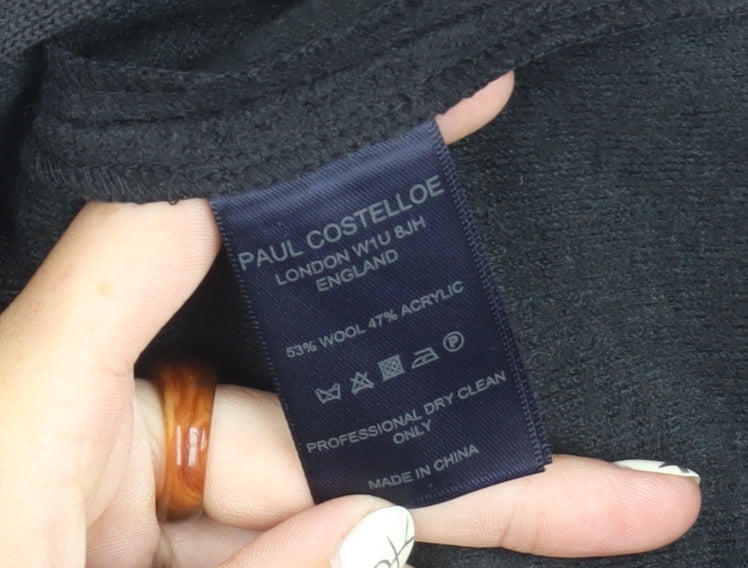 PAUL COSTELLOE
LONDON W1U 8JH
ENGLAND
53% WOOL 47% ACRYLIC
P
PROFESSIONAL DRY CLEAN
ONLY
MADE IN CHINA